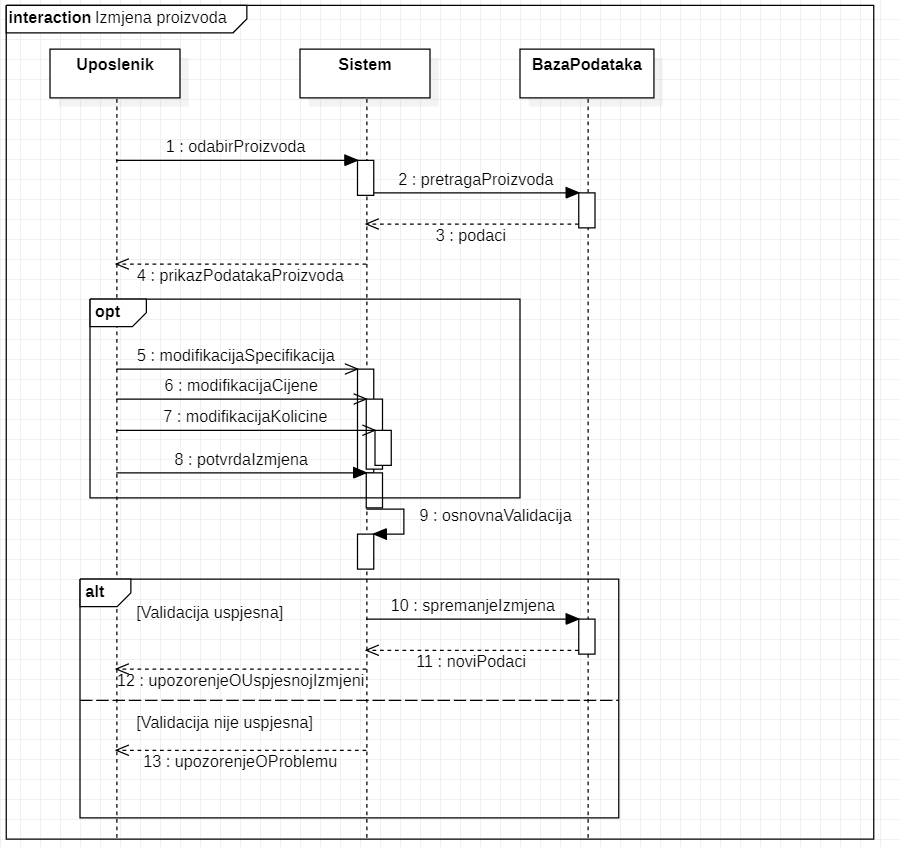 interaction Izmjena proizvoda
Uposlenik
Sistem
BazaPodataka
1 : odabirProizvoda
2 : pretragaProizvoda
3 : podaci
4 : prikazPodatakaProizvoda
opt
5 : modifikacijaSpecifikacija
6 : modifikacijaCijene
7 : modifikacijaKolicine
8 : potvrdaIzmjena
9 : osnovnaValidacija
alt
10 : spremanjeIzmjena
[Validacija uspjesna]
11 : noviPodaci
12 : upozorenjeOUspjesnojIzmjeni
[Validacija nije uspjesna]
13 : upozorenjeOProblemu